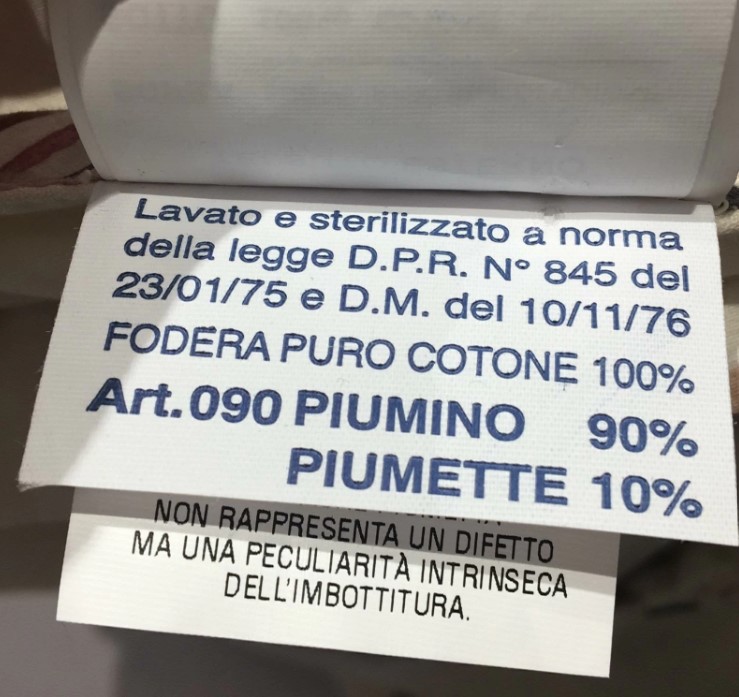 Lavato e sterilizzato a norma
della legge D.P.R. N° 845 del
23/01/75 e D.M. del 10/11/76
FODERA PURO COTONE 100%
Art.090 PIUMINO 90%
PIUMETTE 10%
NON RAPPRESENTA UN DIFETTO
MA UNA PECULIARITÀ INTRINSECA
DELL'IMBOTTITURA.